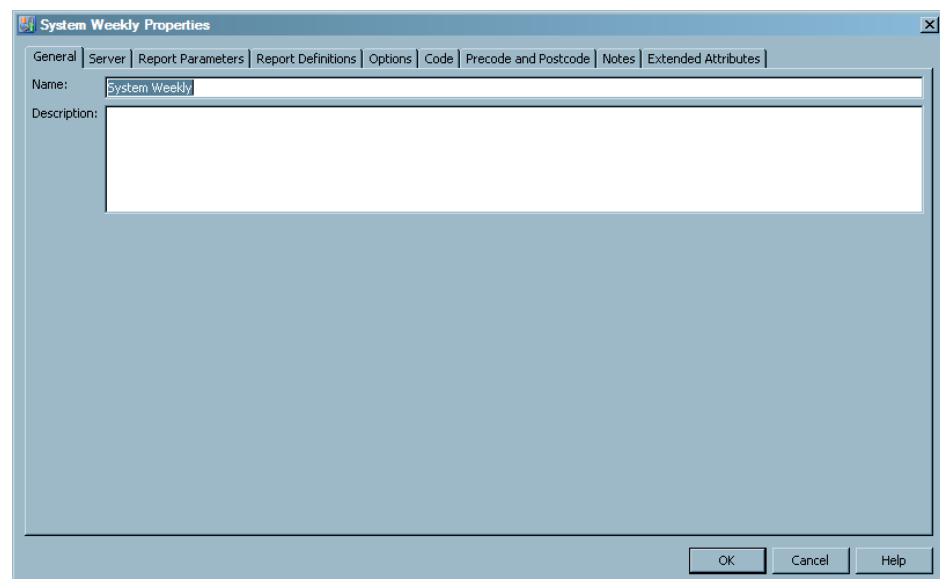 System Weekly Properties
General Server Report Parameters Report Definitions Options Code Precode and Postcode Notes Extended Attributes
Name: System Weekly
Description:
OK Cancel Help